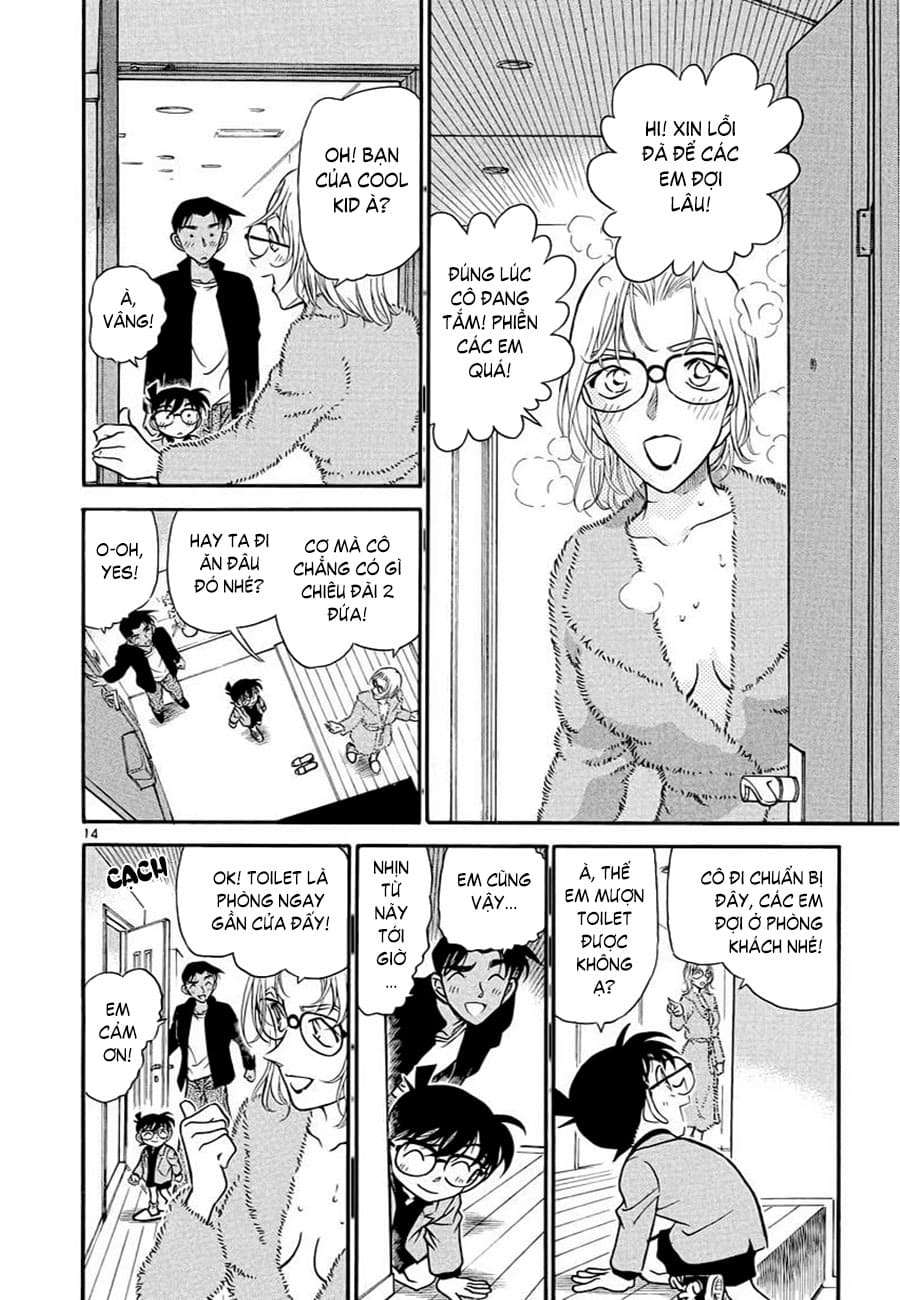 HI! XIN LỖI
ĐÃ ĐỂ CÁC
EM ĐỢI
LÂU!
ĐÚNG LÚC
CÔ ĐANG
TẮM! PHIỀN
CÁC EM
QUÁ!
OH! BẠN
CỦA COOL
KID À?
À,
VÂNG!
CƠ MÀ CÔ
CHẲNG CÓ GÌ
CHIÊU ĐÃI 2
ĐỨA!
HAY TA ĐI
ĂN ĐÂU
ĐÓ NHÉ?
O-OH,
YES!
14
CÔ ĐI CHUẨN BỊ
ĐÂY, CÁC EM
ĐỢI Ở PHÒNG
KHÁCH NHÉ!
À, THẾ
EM MƯỢN
TOILET
ĐƯỢC
KHÔNG
Ạ?
EM CŨNG
VẬY...
NHỊN
TỪ
NÃY TỚI
GIỜ
...
OK! TOILET LÀ
PHÒNG NGAY
GẦN CỬA ĐẤY!
CẠCH
EM
CẢM
ƠN!